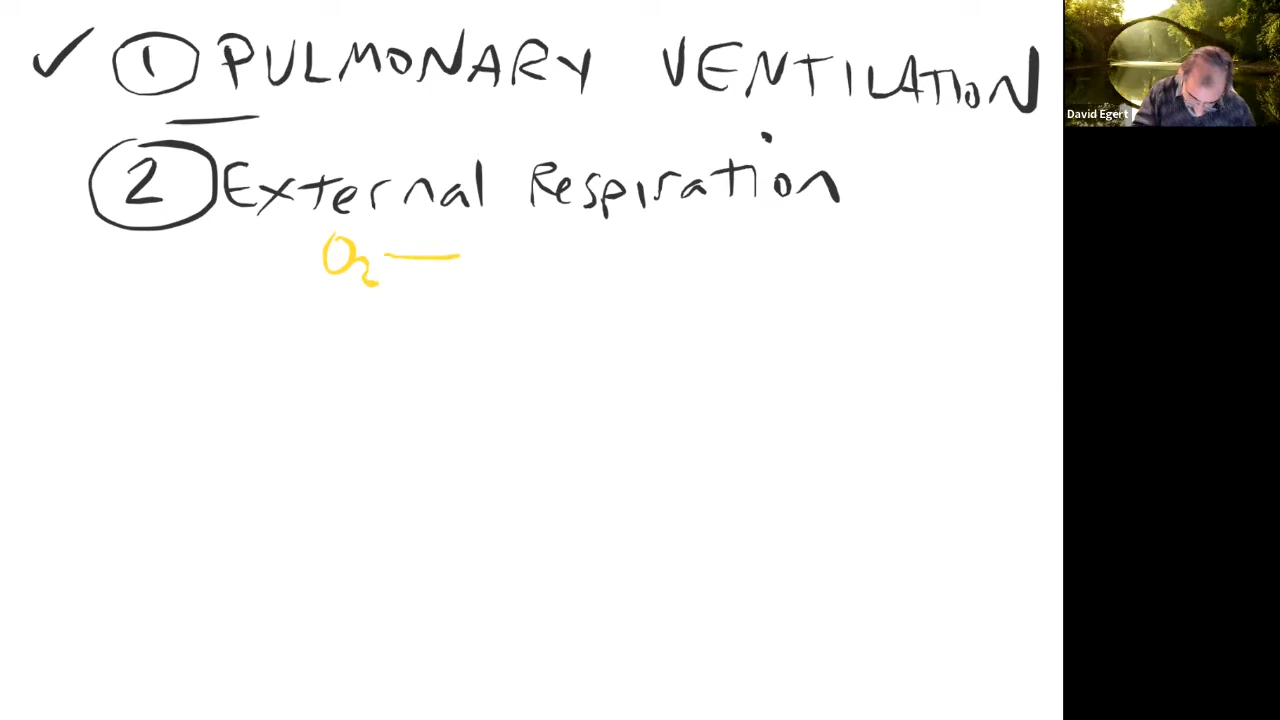 ✓ ① PULMONARY VENTILATION
② External Respiration
O₂ —
David Egert